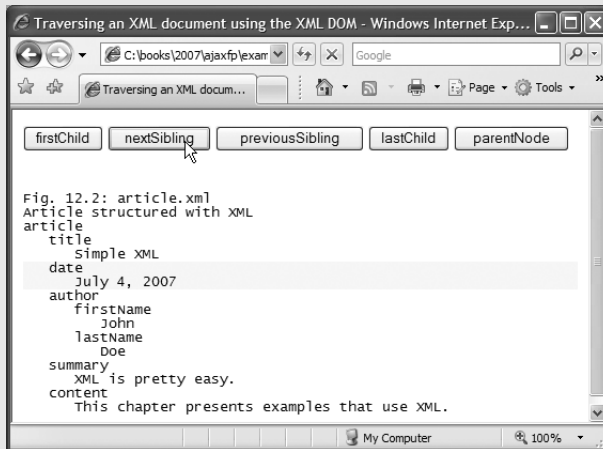 Traversing an XML document using the XML DOM - Windows Internet Exp...
C:\books\2007\ajaxfp\exam
Google
Traversing an XML docum...
Page
Tools
»
firstChild
nextSibling
previousSibling
lastChild
parentNode
Fig. 12.2: article.xml
Article structured with XML
article
title
Simple XML
date
July 4, 2007
author
firstName
John
lastName
Doe
summary
XML is pretty easy.
content
This chapter presents examples that use XML.
My Computer
100%